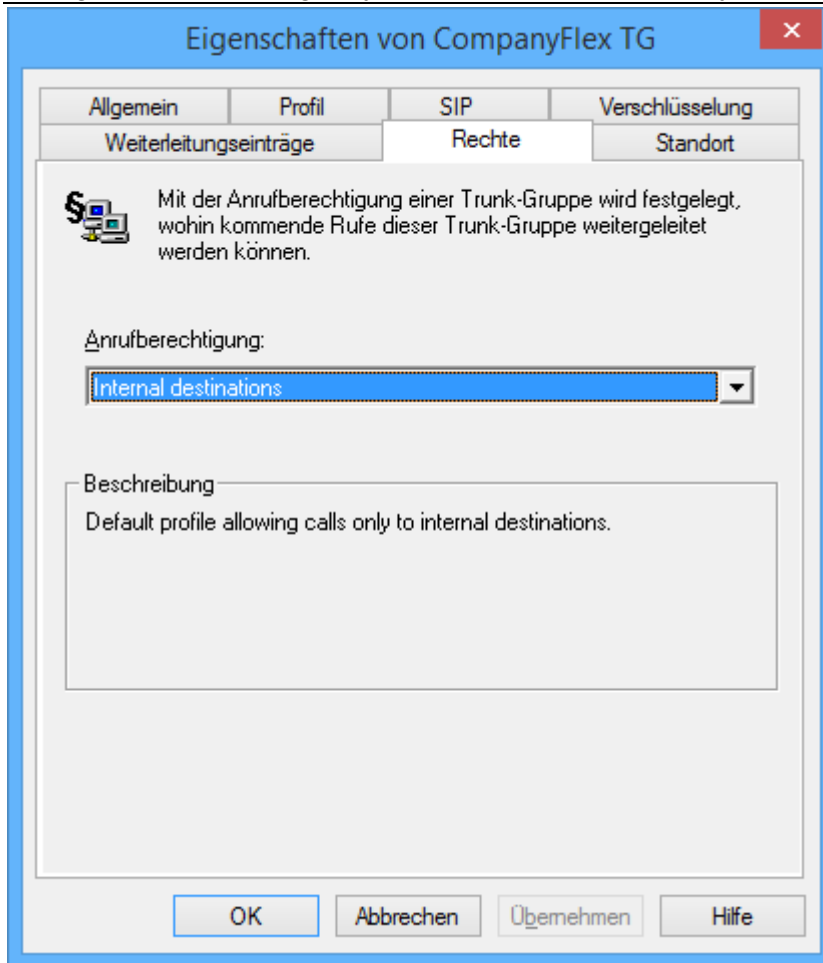 Eigenschaften von CompanyFlex TG
Allgemein Profil SIP Verschlüsselung
Weiterleitungseinträge Rechte Standort
Mit der Anrufberechtigung einer Trunk-Gruppe wird festgelegt,
wohin kommende Rufe dieser Trunk-Gruppe weitergeleitet
werden können.
Anrufberechtigung:
Internal destinations
Beschreibung
Default profile allowing calls only to internal destinations.
OK Abbrechen Übernehmen Hilfe